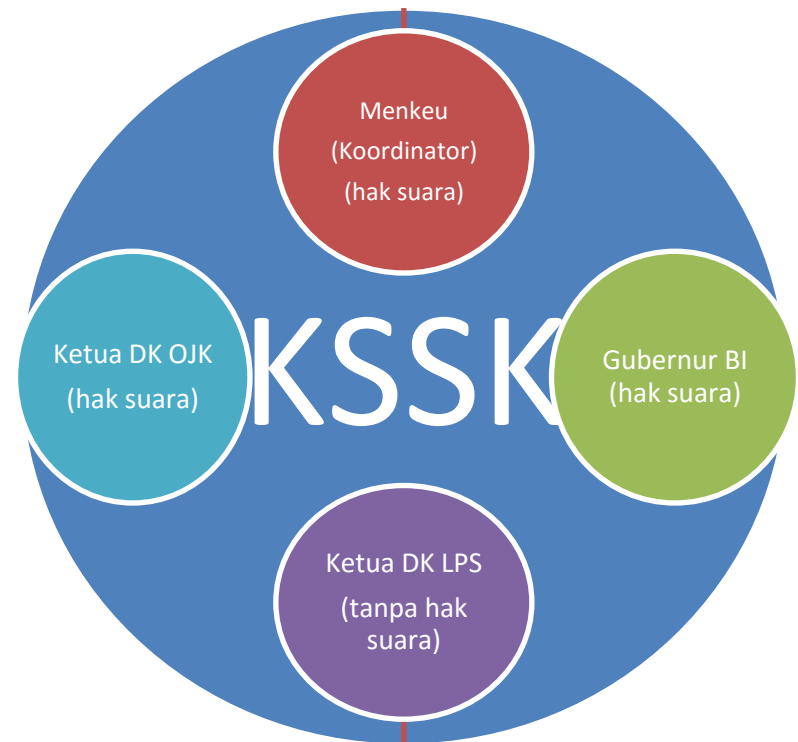 Menkeu
(Koordinator)
(hak suara)
Ketua DK OJK
(hak suara)
KSSK
Gubernur BI
(hak suara)
Ketua DK LPS
(tanpa hak
suara)